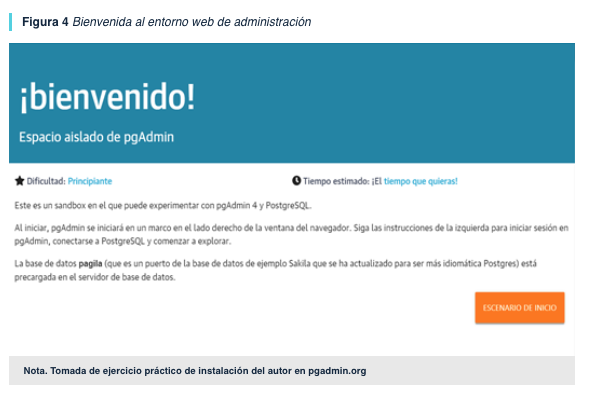 Figura 4 Bienvenida al entorno web de administración
¡bienvenido!
Espacio aislado de pgAdmin
Dificultad: Principiante
Tiempo estimado: ¡El tiempo que quieras!
Este es un sandbox en el que puede experimentar con pgAdmin 4 y PostgreSQL.
Al iniciar, pgAdmin se iniciará en un marco en el lado derecho de la ventana del navegador. Siga las instrucciones de la izquierda para iniciar sesión en
pgAdmin, conectarse a PostgreSQL y comenzar a explorar.
La base de datos pagila (que es un puerto de la base de datos de ejemplo Sakila que se ha actualizado para ser más idiomática Postgres) está
precargada en el servidor de base de datos.
ESCENARIO DE INICIO
Nota. Tomada de ejercicio práctico de instalación del autor en pgadmin.org